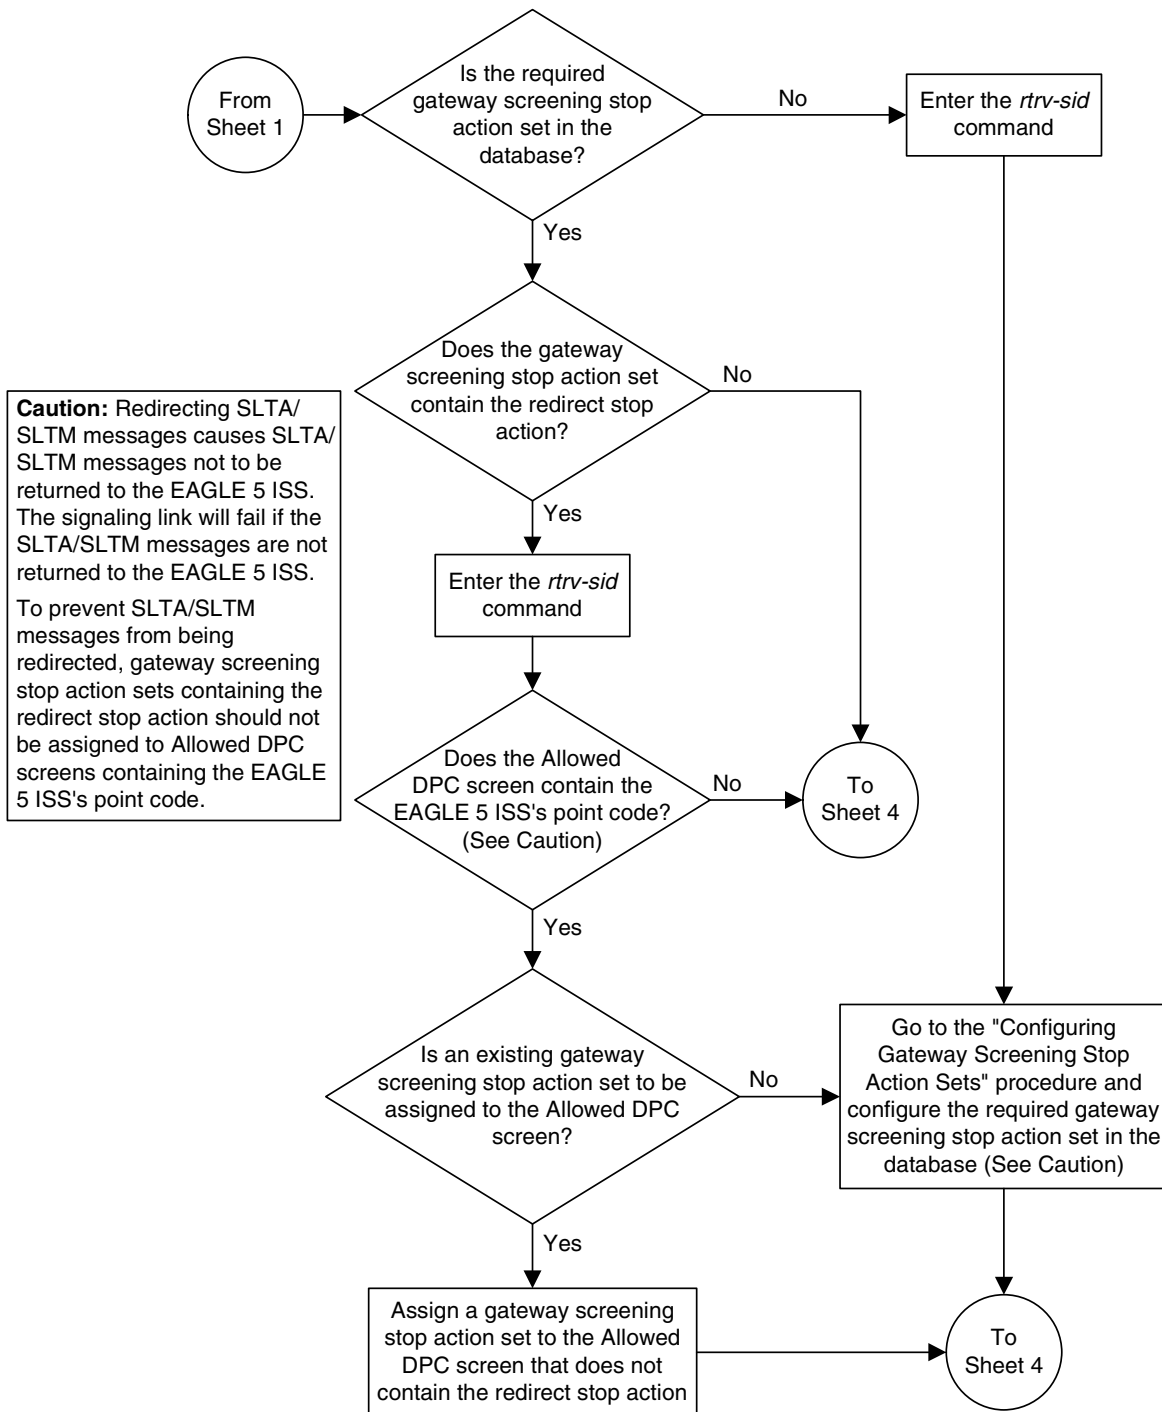 From
Sheet 1
Is the required
gateway screening stop
action set in the
database?
No
Enter the rtrv-sid
command
Yes
Does the gateway
screening stop action set
contain the redirect stop
action?
No
Caution: Redirecting SLTA/
SLTM messages causes SLTA/
SLTM messages not to be
returned to the EAGLE 5 ISS.
The signaling link will fail if the
SLTA/SLTM messages are not
returned to the EAGLE 5 ISS.
To prevent SLTA/SLTM
messages from being
redirected, gateway screening
stop action sets containing the
redirect stop action should not
be assigned to Allowed DPC
screens containing the EAGLE
5 ISS's point code.
Yes
Enter the rtrv-sid
command
Does the Allowed
DPC screen contain the
EAGLE 5 ISS's point code?
(See Caution)
No
To
Sheet 4
Yes
Is an existing gateway
screening stop action set to be
assigned to the Allowed DPC
screen?
No
Go to the "Configuring
Gateway Screening Stop
Action Sets" procedure and
configure the required gateway
screening stop action set in the
database (See Caution)
Yes
Assign a gateway screening
stop action set to the Allowed
DPC screen that does not
contain the redirect stop action
To
Sheet 4